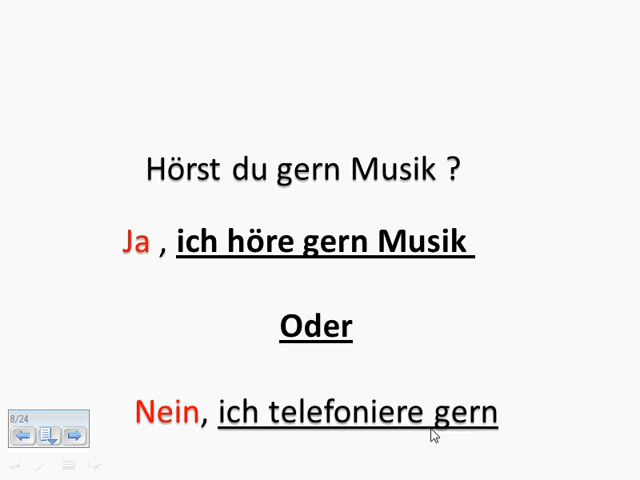 Hörst du gern Musik ?
Ja , ich höre gern Musik
Oder
Nein, ich telefoniere gern
8/24